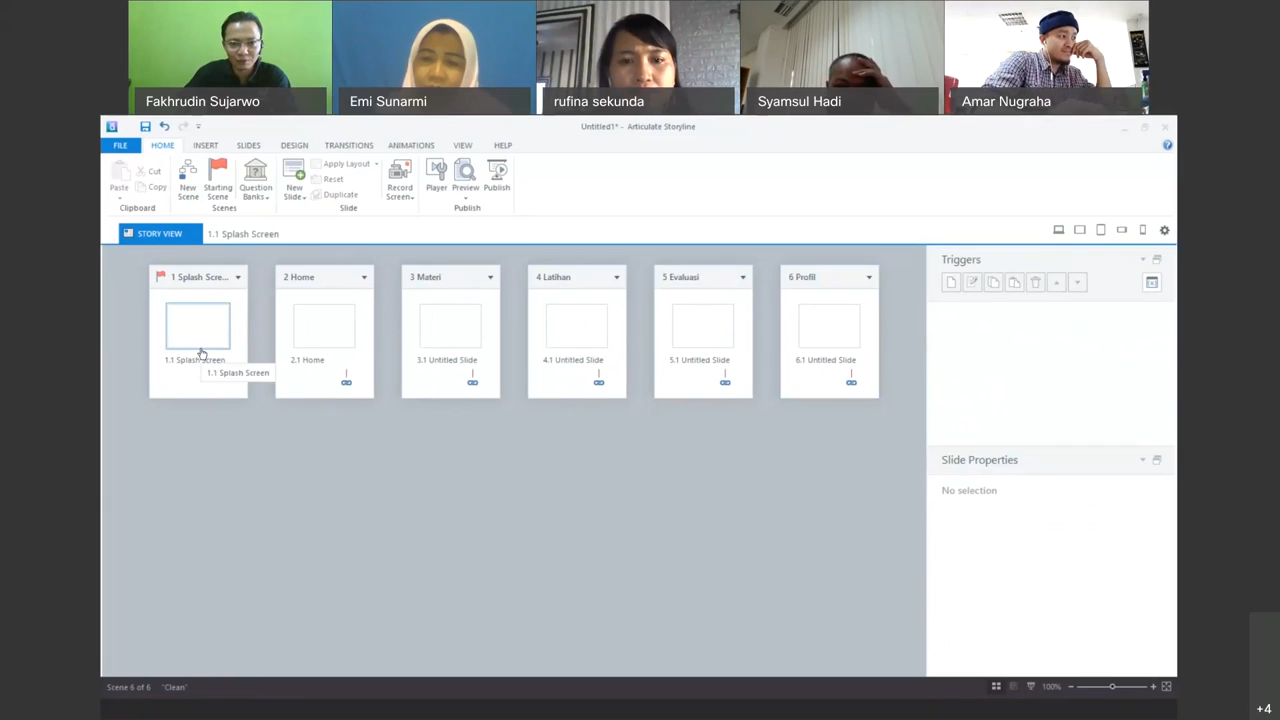 Fakhrudin Sujarwo
Emi Sunarmi
rufina sekunda
Syamsul Hadi
Amar Nugraha
Untitled1* - Articulate Storyline
FILE HOME INSERT SLIDES DESIGN TRANSITIONS ANIMATIONS VIEW HELP
Paste
Cut
Copy
Clipboard
New Scene
Starting Scene
Question Banks
Scenes
New Slide
Apply Layout
Reset
Duplicate
Slide
Record Screen
Player
Preview
Publish
Publish
STORY VIEW
1.1 Splash Screen
1 Splash Scre...
2 Home
3 Materi
4 Latihan
5 Evaluasi
6 Profil
1.1 Splash Screen
2.1 Home
3.1 Untitled Slide
4.1 Untitled Slide
5.1 Untitled Slide
6.1 Untitled Slide
1.1 Splash Screen
Triggers
Slide Properties
No selection
Scene 6 of 6 "Clean"
100%
+4